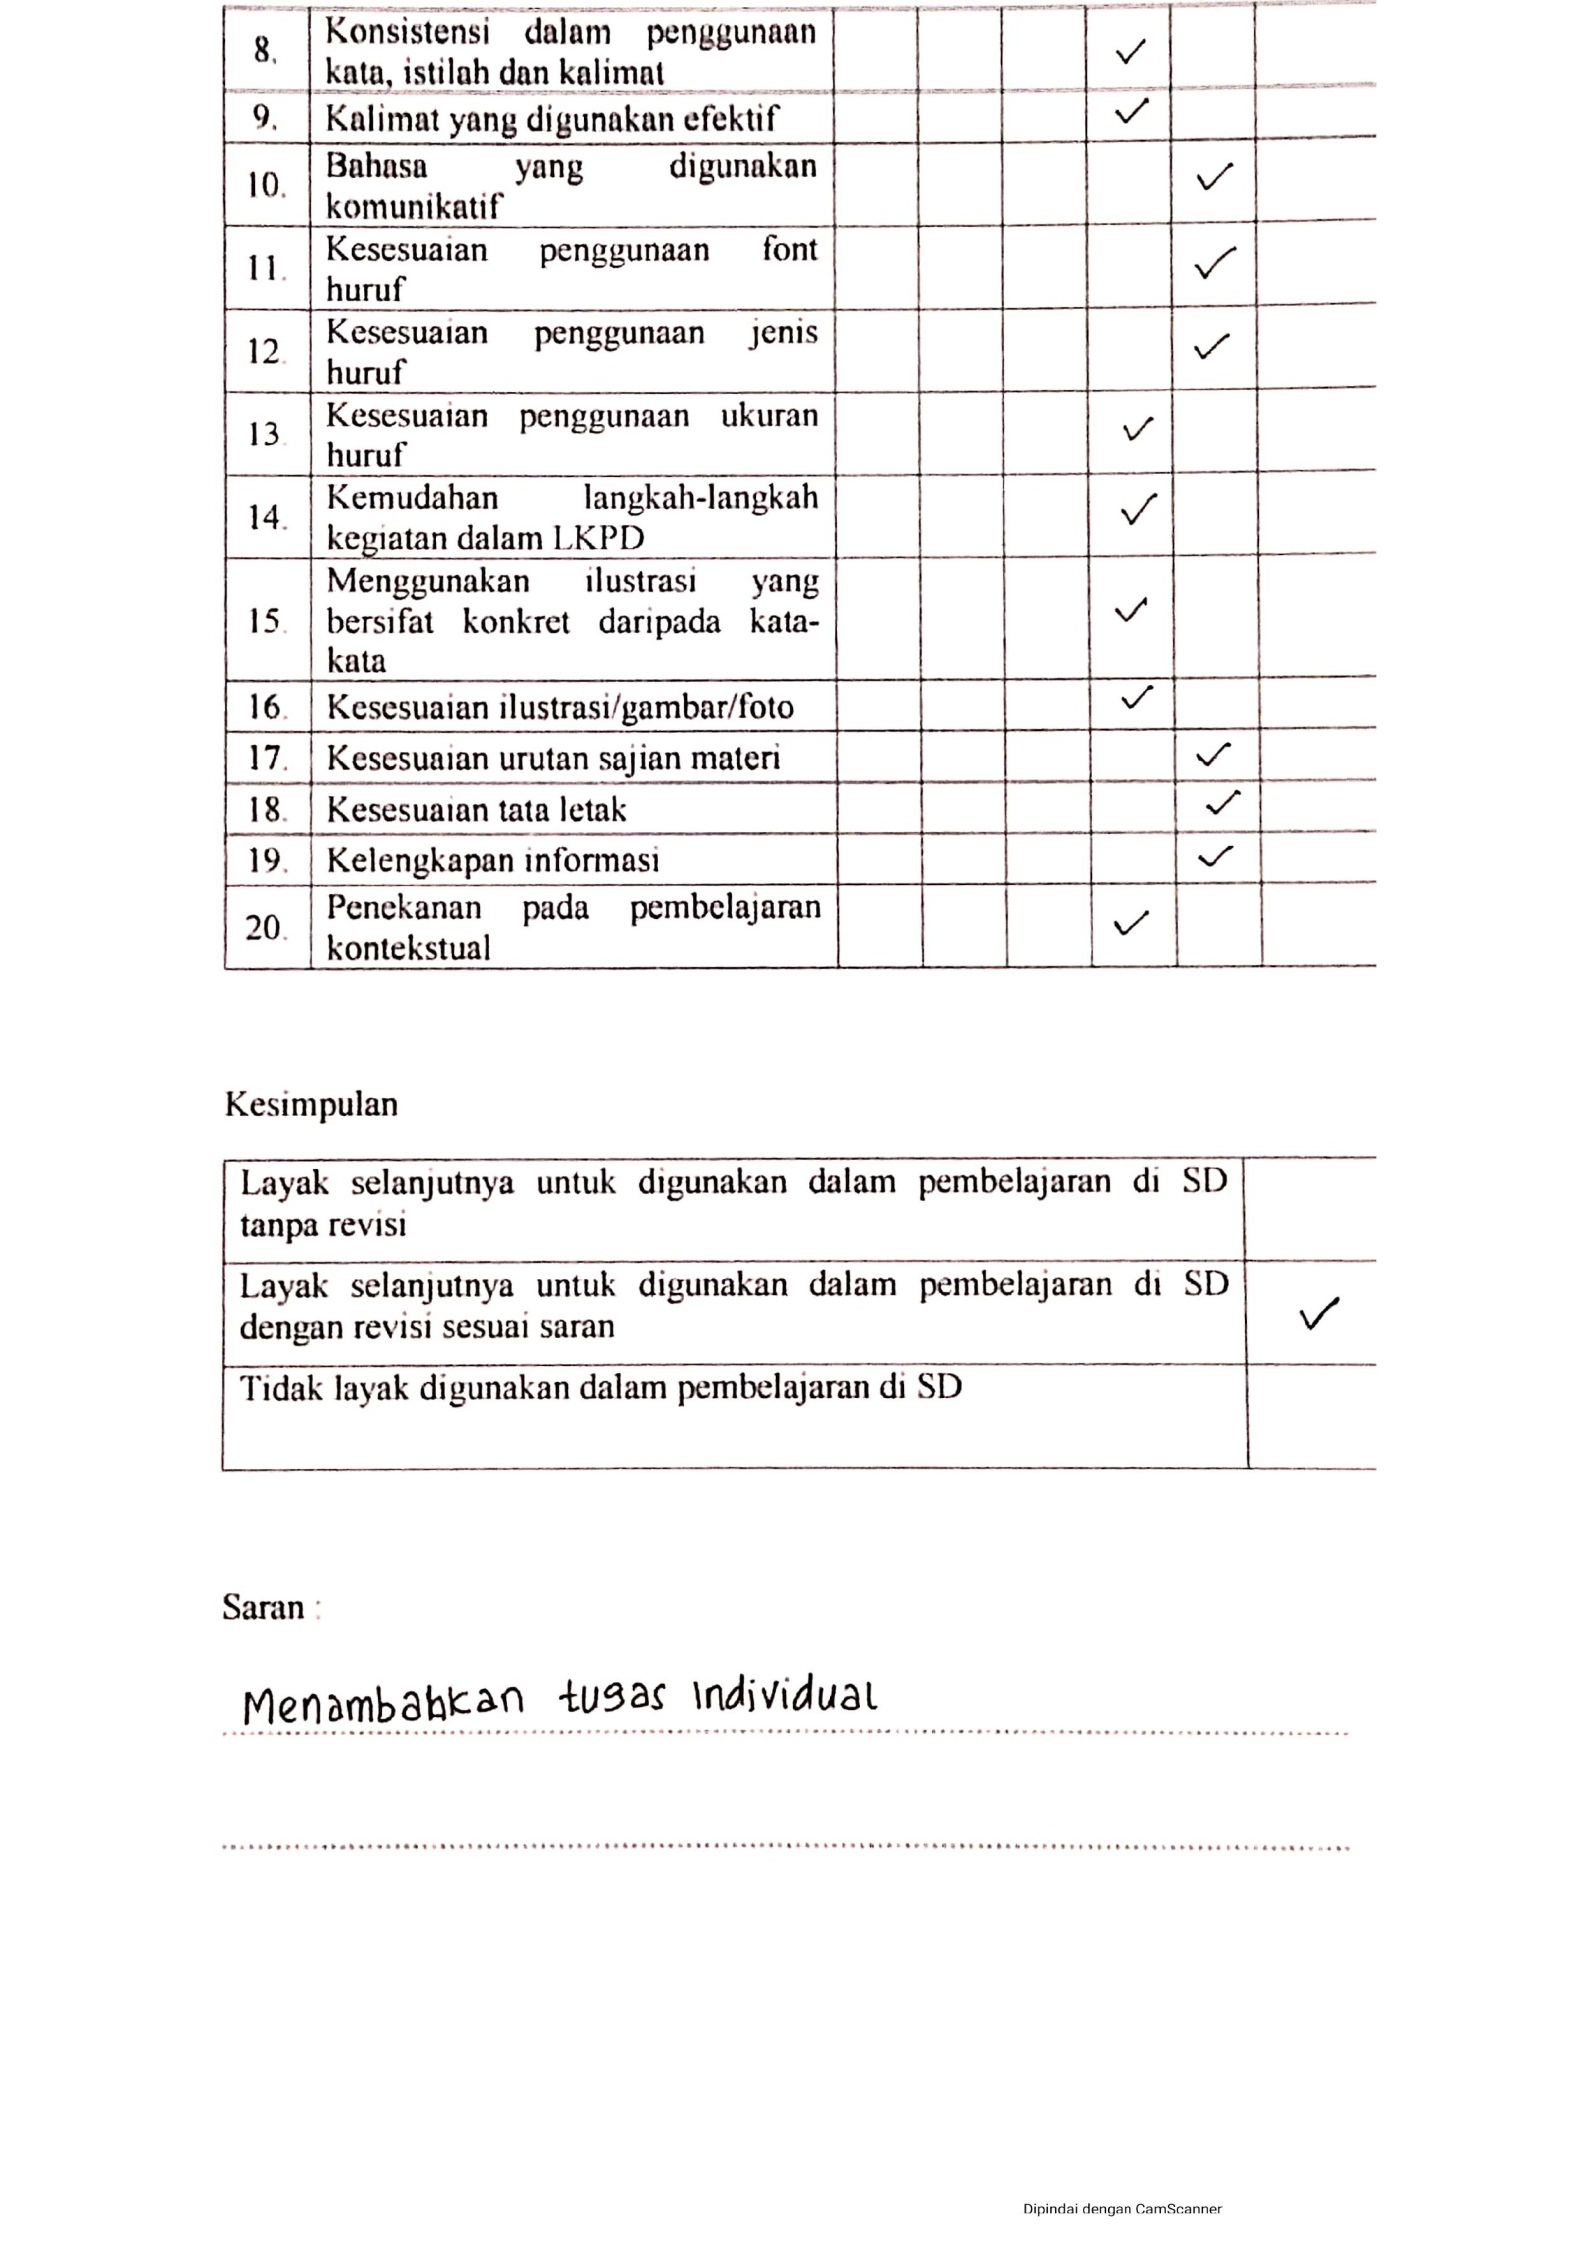 8. Konsistensi dalam penggunaan
kata, istilah dan kalimat ✓
9. Kalimat yang digunakan efektif ✓
10. Bahasa yang digunakan
komunikatif ✓
11. Kesesuaian penggunaan font
huruf ✓
12. Kesesuaian penggunaan jenis
huruf ✓
13. Kesesuaian penggunaan ukuran
huruf ✓
14. Kemudahan langkah-langkah
kegiatan dalam LKPD ✓
15. Menggunakan ilustrasi yang
bersifat konkret daripada kata-
kata ✓
16. Kesesuaian ilustrasi/gambar/foto ✓
17. Kesesuaian urutan sajian materi ✓
18. Kesesuaian tata letak ✓
19. Kelengkapan informasi ✓
20. Penekanan pada pembelajaran
kontekstual ✓
Kesimpulan
Layak selanjutnya untuk digunakan dalam pembelajaran di SD
tanpa revisi
Layak selanjutnya untuk digunakan dalam pembelajaran di SD
dengan revisi sesuai saran ✓
Tidak layak digunakan dalam pembelajaran di SD
Saran :
Menambahkan tugas individual
Dipindai dengan CamScanner